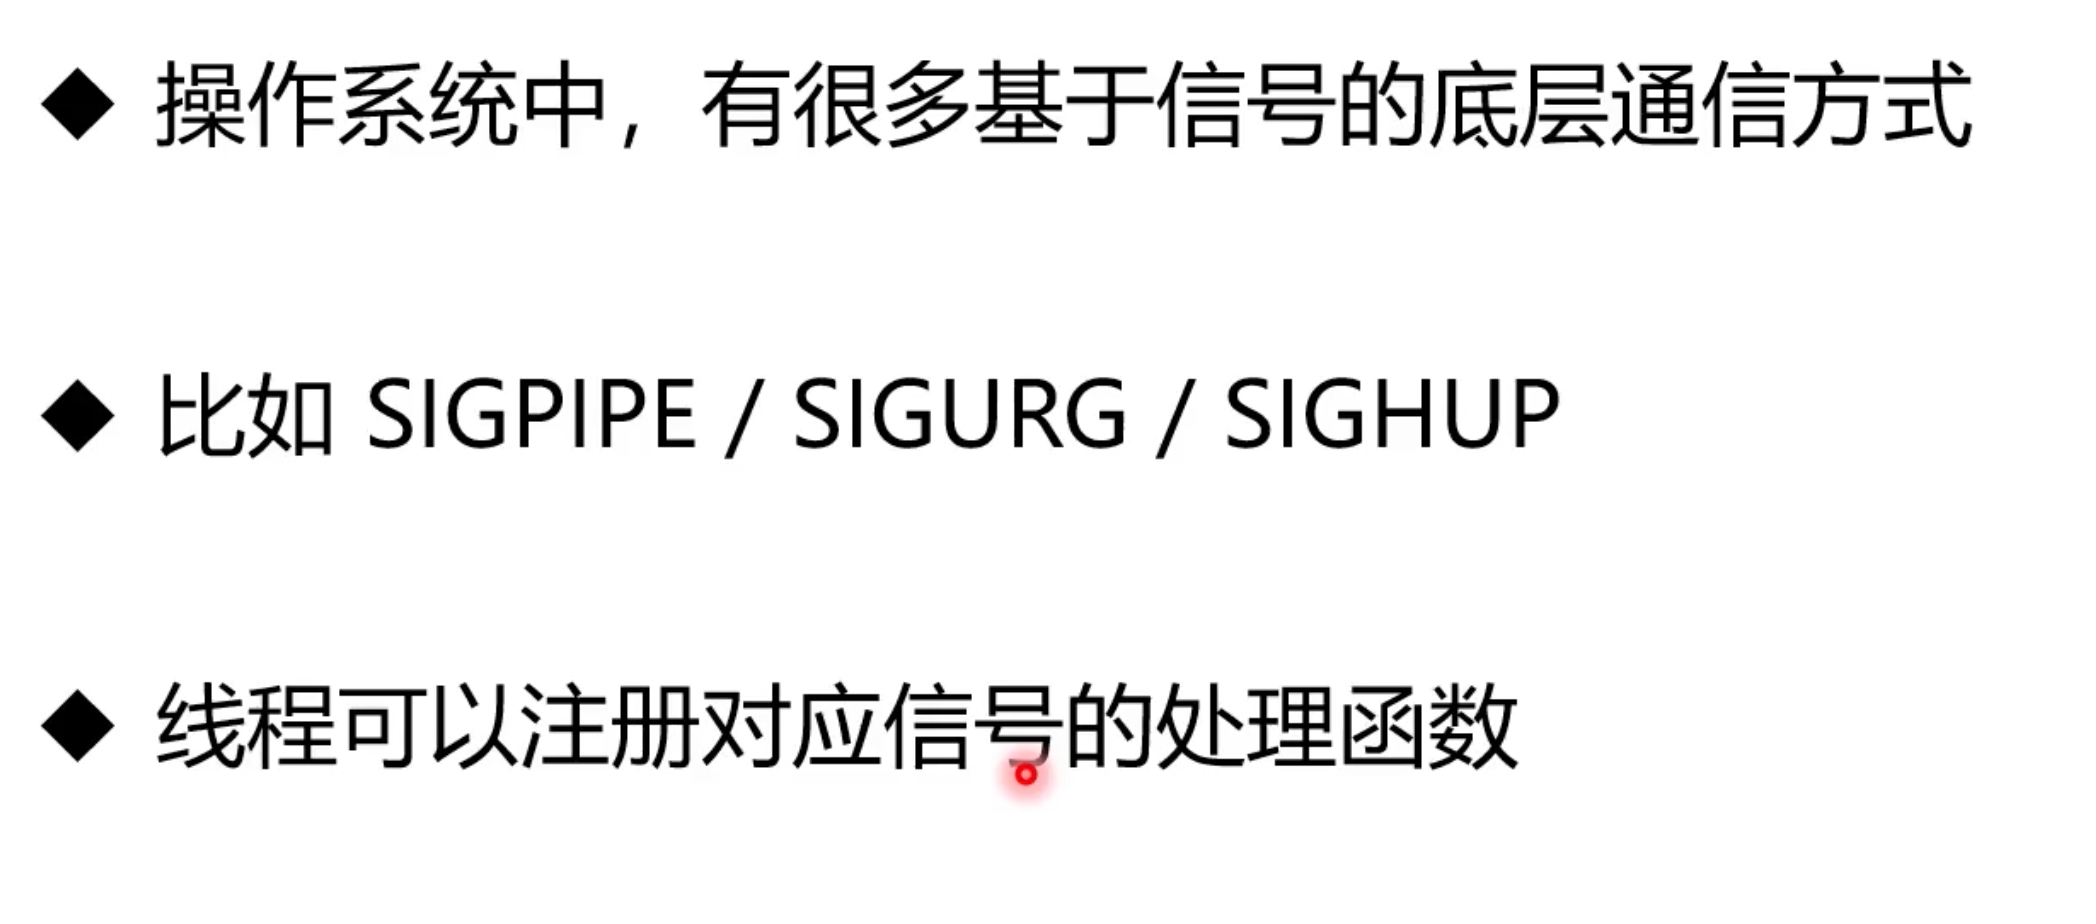 ◆ 操作系统中，有很多基于信号的底层通信方式
◆ 比如 SIGPIPE / SIGURG / SIGHUP
◆ 线程可以注册对应信号的处理函数